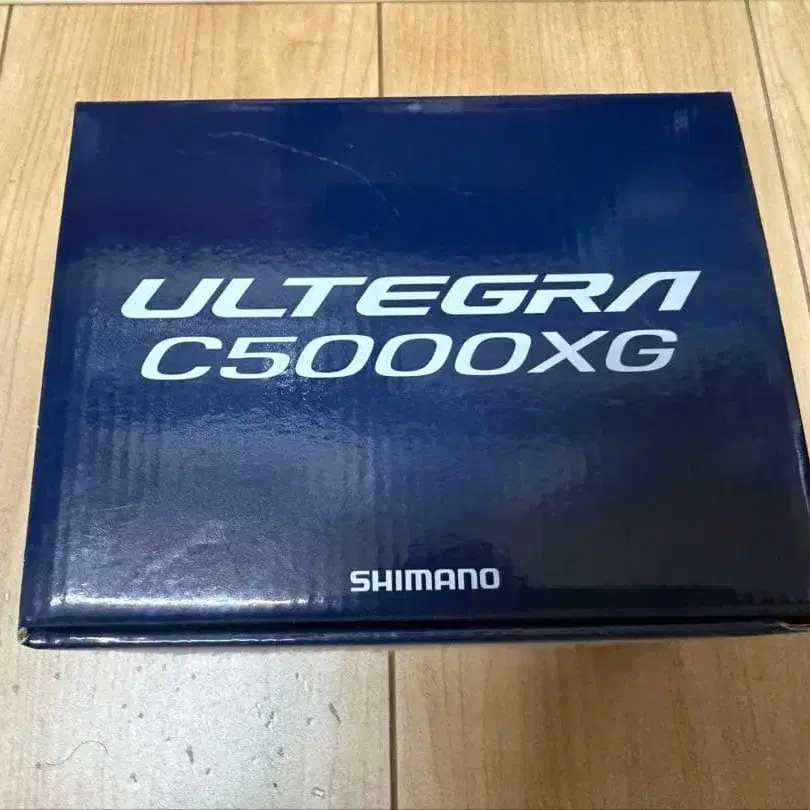 ULTEGRA
C5000XG
SHIMANO